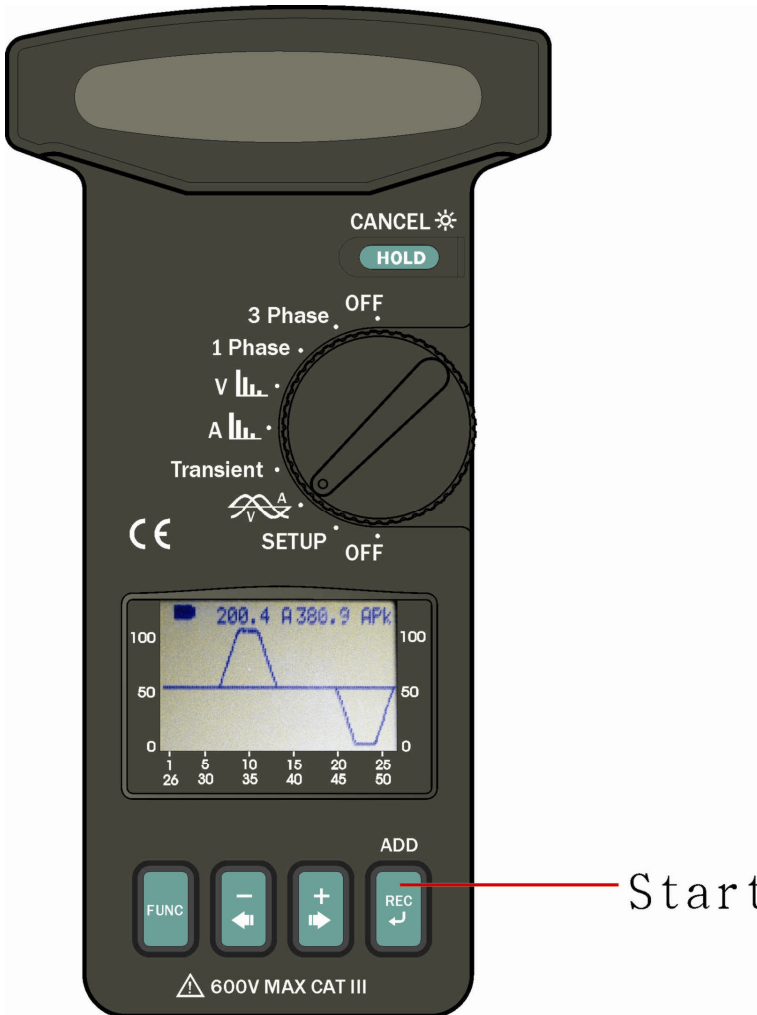 CANCEL
HOLD
OFF
3 Phase
1 Phase
V
A
Transient
A
V
SETUP
OFF
CE
200.4 A 380.9 APk
100 100
50 50
0 0
1 5 10 15 20 25
26 30 35 40 45 50
ADD
FUNC
-
+
REC
Start
600V MAX CAT III